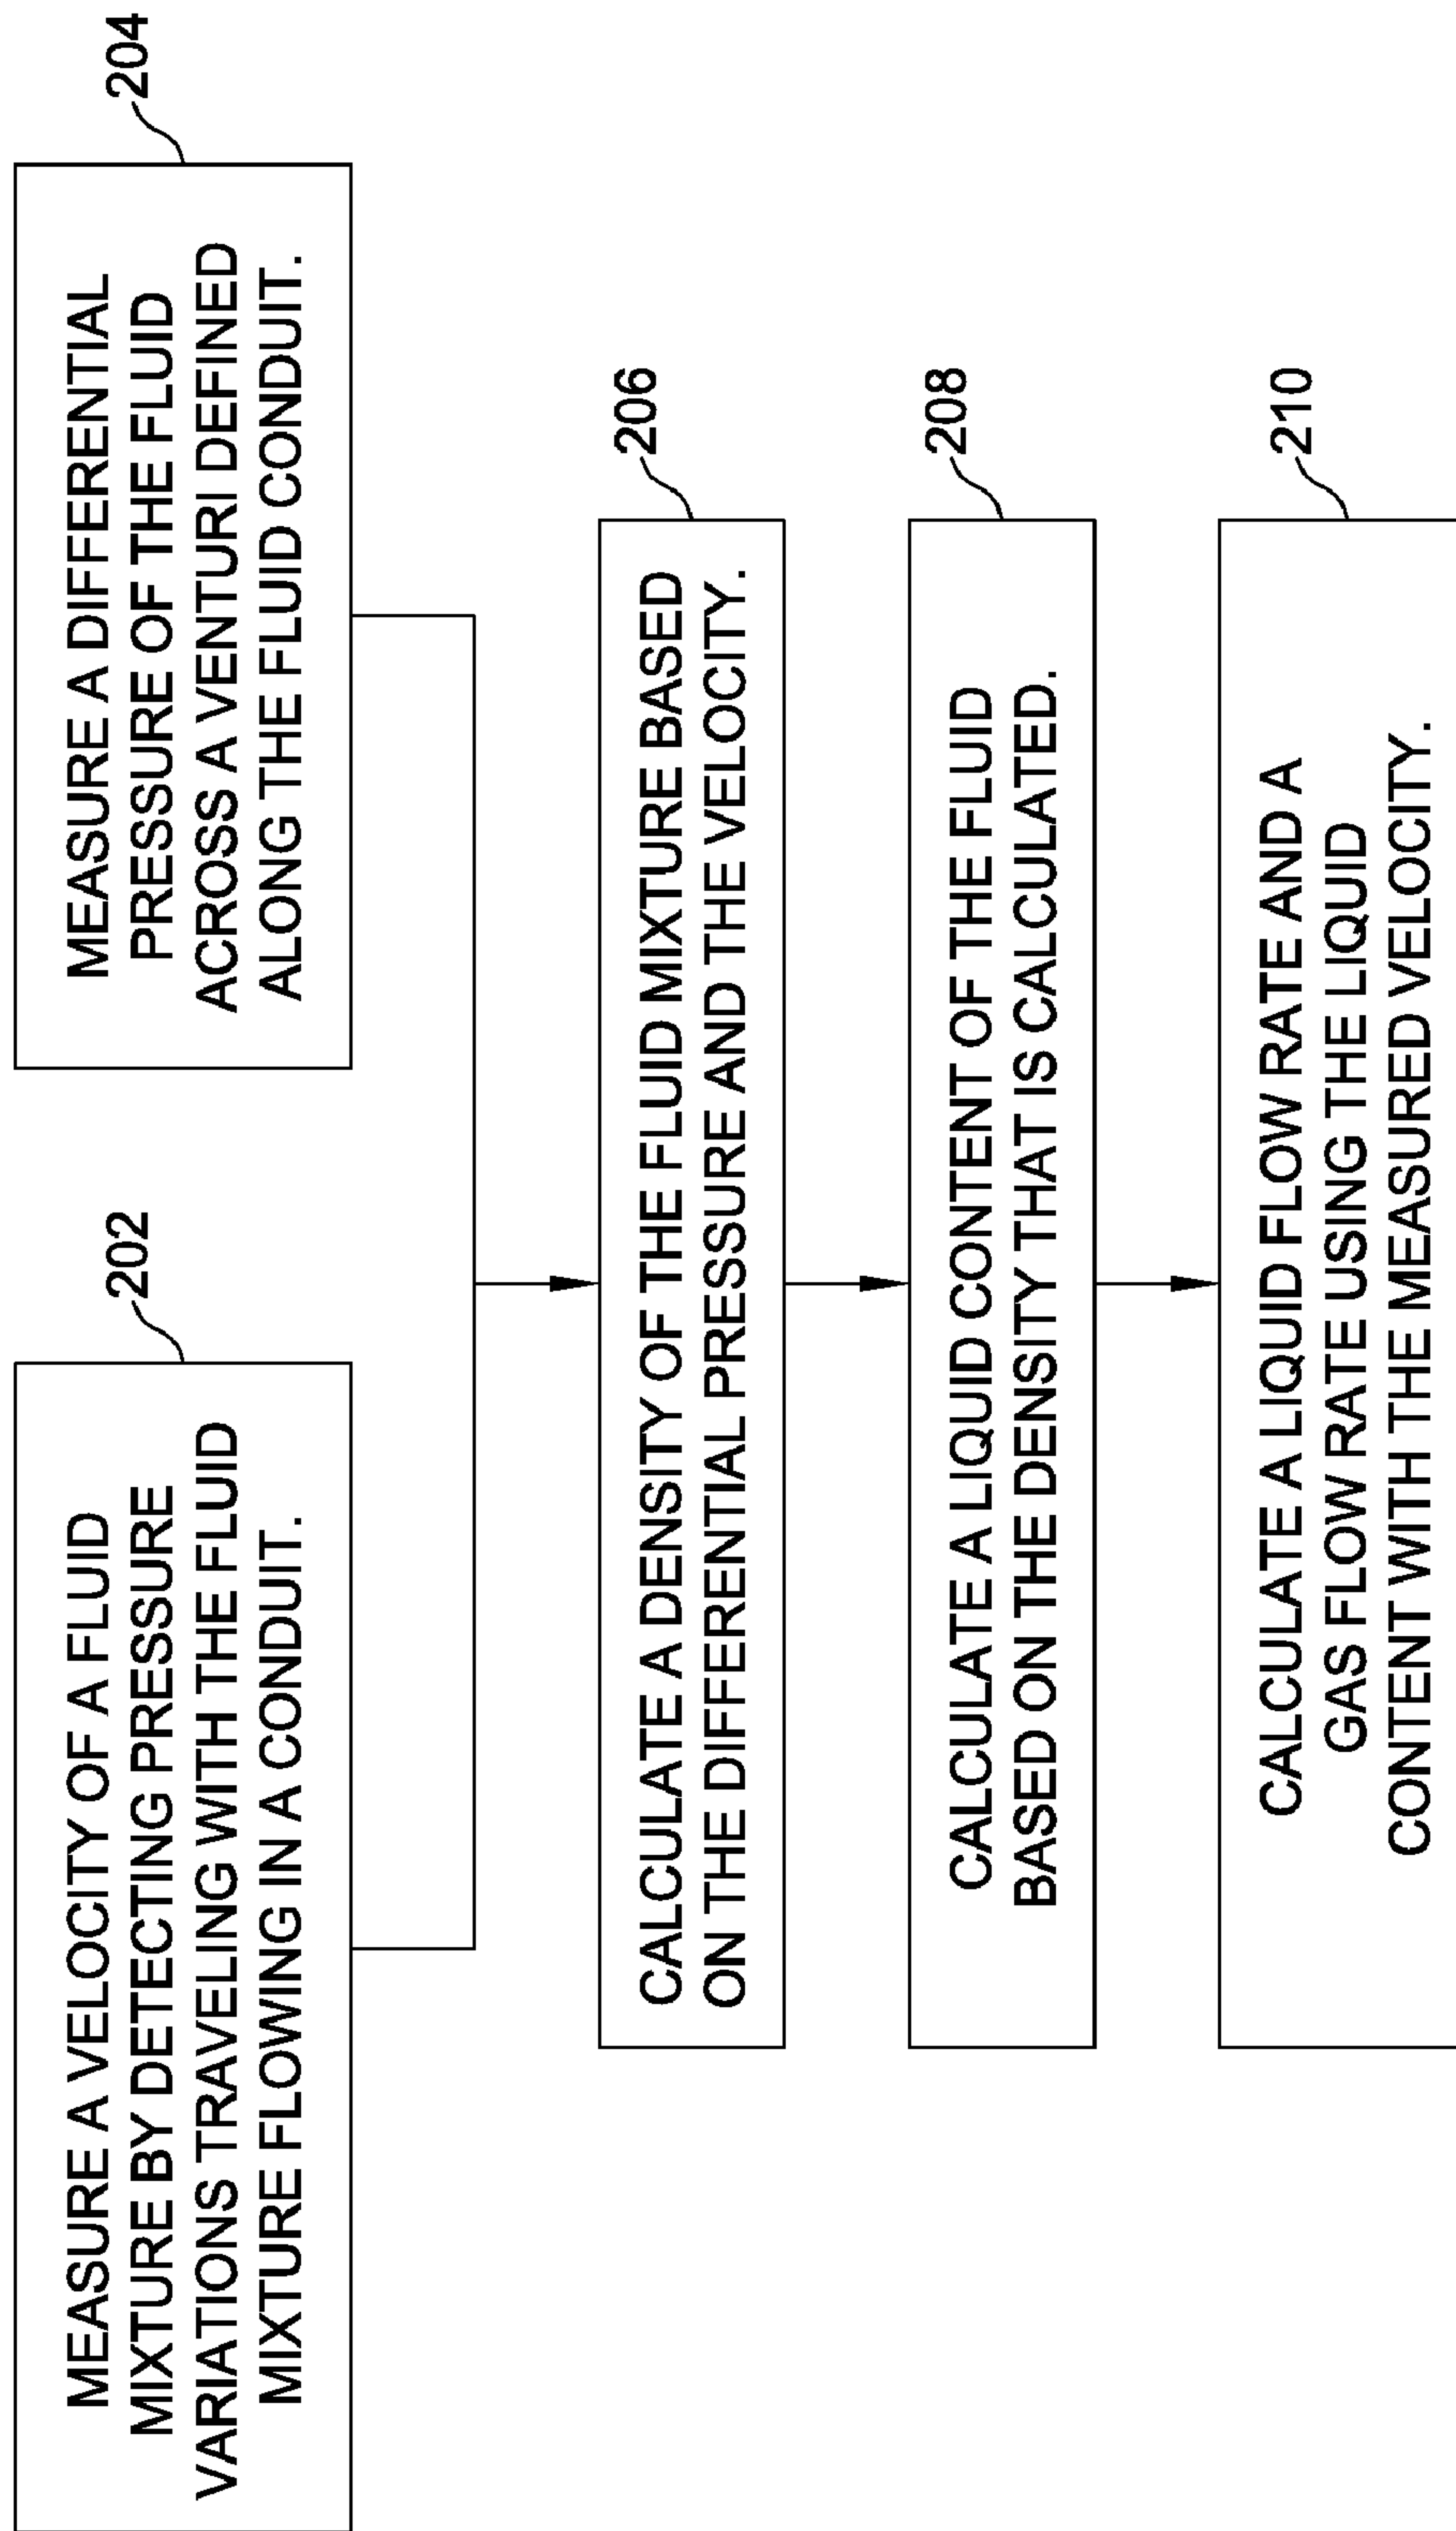 202
MEASURE A VELOCITY OF A FLUID
MIXTURE BY DETECTING PRESSURE
VARIATIONS TRAVELING WITH THE FLUID
MIXTURE FLOWING IN A CONDUIT.
204
MEASURE A DIFFERENTIAL
PRESSURE OF THE FLUID
ACROSS A VENTURI DEFINED
ALONG THE FLUID CONDUIT.
206
CALCULATE A DENSITY OF THE FLUID MIXTURE BASED
ON THE DIFFERENTIAL PRESSURE AND THE VELOCITY.
208
CALCULATE A LIQUID CONTENT OF THE FLUID
BASED ON THE DENSITY THAT IS CALCULATED.
210
CALCULATE A LIQUID FLOW RATE AND A
GAS FLOW RATE USING THE LIQUID
CONTENT WITH THE MEASURED VELOCITY.